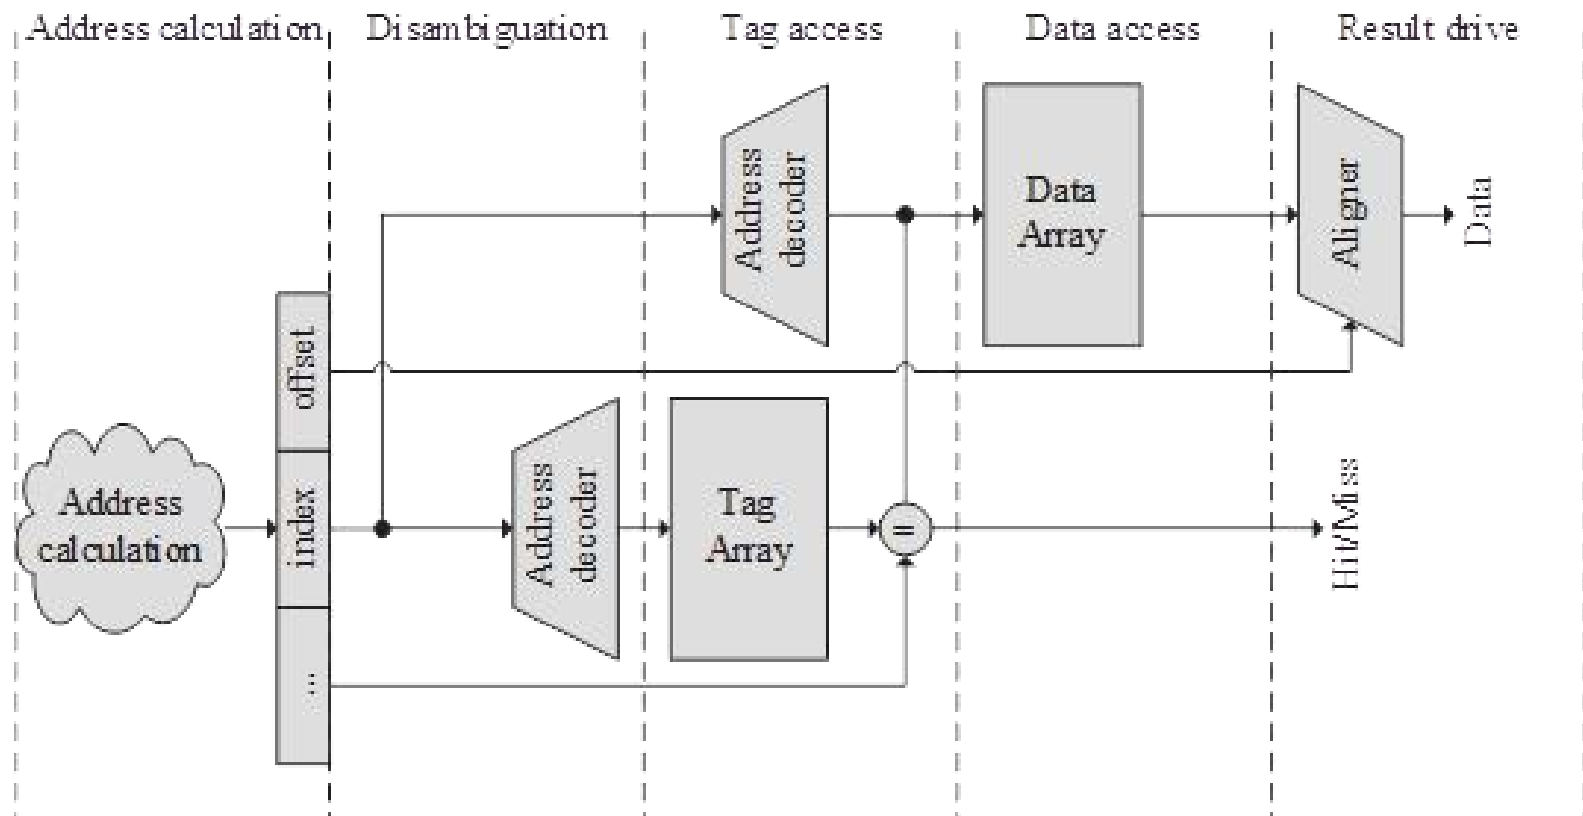 Address calculation
Disambiguation
Tag access
Data access
Result drive
Address
decoder
Data
Array
Aligner
Data
offset
Address
calculation
index
Address
decoder
Tag
Array
=
Hit/Miss
...